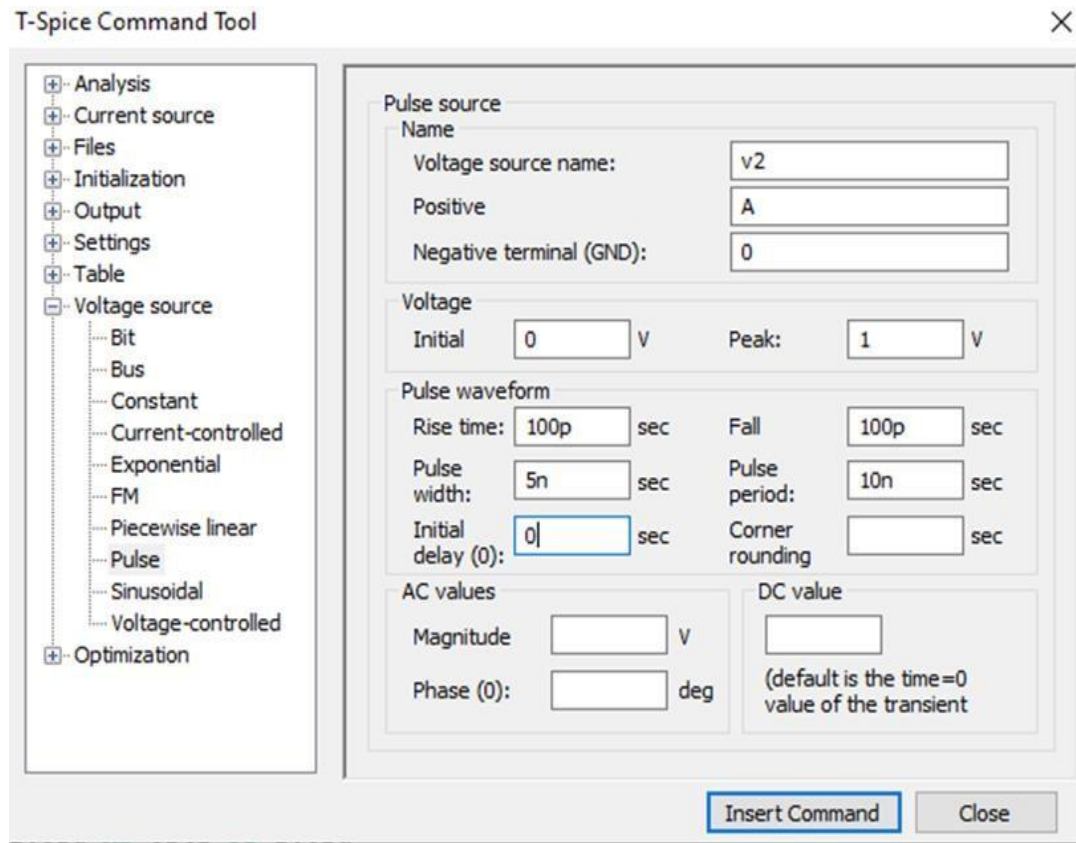 T-Spice Command Tool
Analysis
Current source
Files
Initialization
Output
Settings
Table
Voltage source
Bit
Bus
Constant
Current-controlled
Exponential
FM
Piecewise linear
Pulse
Sinusoidal
Voltage-controlled
Optimization
Pulse source
Name
Voltage source name: v2
Positive A
Negative terminal (GND): 0
Voltage
Initial 0 V Peak: 1 V
Pulse waveform
Rise time: 100p sec Fall 100p sec
Pulse width: 5n sec Pulse period: 10n sec
Initial delay (0): 0 sec Corner rounding sec
AC values
Magnitude V
Phase (0): deg
DC value
(default is the time=0
value of the transient
Insert Command Close